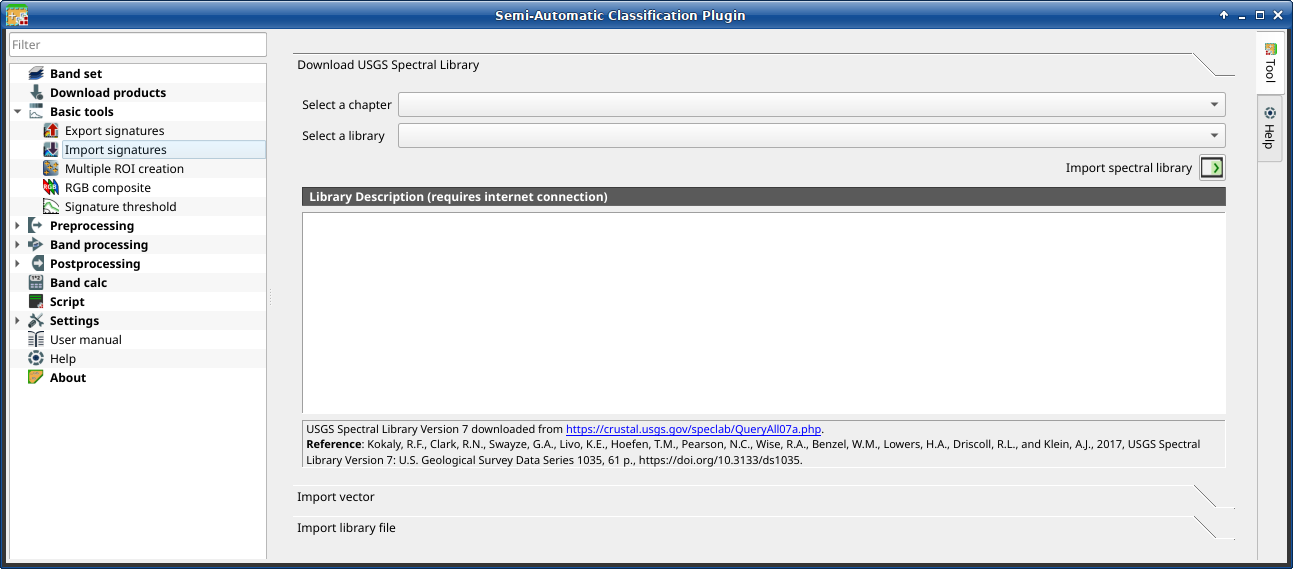 Semi-Automatic Classification Plugin
Filter
Band set
Download products
Basic tools
Export signatures
Import signatures
Multiple ROI creation
RGB composite
Signature threshold
Preprocessing
Band processing
Postprocessing
Band calc
Script
Settings
User manual
Help
About
Download USGS Spectral Library
Select a chapter
Select a library
Import spectral library
Library Description (requires internet connection)
USGS Spectral Library Version 7 downloaded from https://crustal.usgs.gov/speclab/QueryAll07a.php.
Reference: Kokaly, R.F., Clark, R.N., Swayze, G.A., Livo, K.E., Hoefen, T.M., Pearson, N.C., Wise, R.A., Benzel, W.M., Lowers, H.A., Driscoll, R.L., and Klein, A.J., 2017, USGS Spectral
Library Version 7: U.S. Geological Survey Data Series 1035, 61 p., https://doi.org/10.3133/ds1035.
Import vector
Import library file
Tool
Help